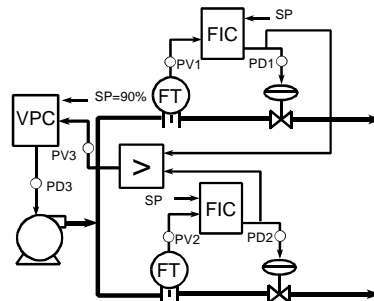 SP
FIC
PV1
PD1
FT
SP=90%
VPC
PV3
>
PD3
SP
FIC
PV2
PD2
FT